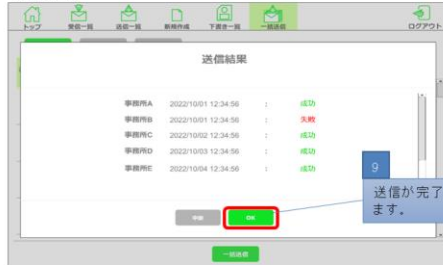 トップ 受信一覧 送信一覧 新規作成 下書き一覧 一括送信 ログアウト
送信結果
事務所A 2022/10/01 12:34:56 : 成功
事務所B 2022/10/01 12:34:56 : 失敗
事務所C 2022/10/02 12:34:56 : 成功
事務所D 2022/10/03 12:34:56 : 成功
事務所E 2022/10/04 12:34:56 : 成功
9
送信が完了
ます。
中断 OK
一括送信